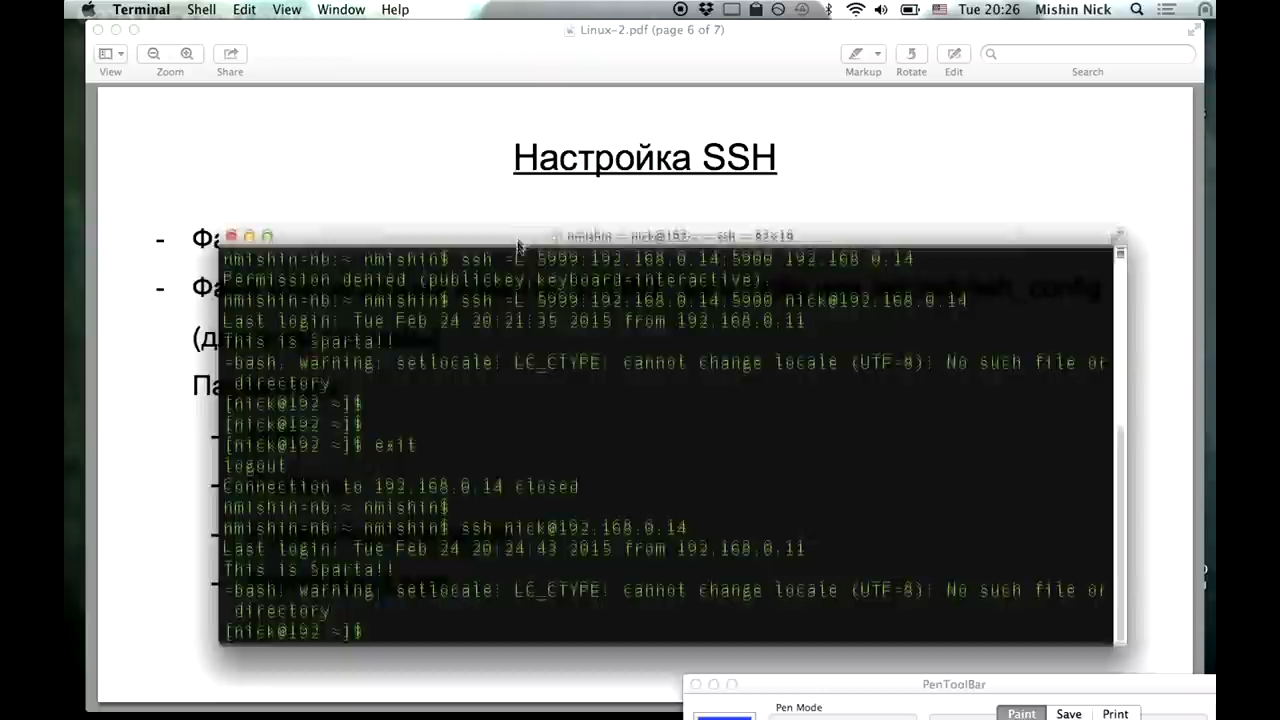 Terminal Shell Edit View Window Help Tue 20:26 Mishin Nick
Linux-2.pdf (page 6 of 7)
View Zoom Share Markup Rotate Edit Search
Настройка SSH
- Фа
- Фа
(д
Па
nmishin-nb:~ nmishin$ ssh -L 5999:192.168.0.14:5900 192.168.0.14
Permission denied (publickey,keyboard-interactive).
nmishin-nb:~ nmishin$ ssh -L 5999:192.168.0.14:5900 nick@192.168.0.14
Last login: Tue Feb 24 20:21:35 2015 from 192.168.0.11
This is Sparta!!
-bash: warning: setlocale: LC_CTYPE: cannot change locale (UTF-8): No such file or
directory
[nick@192 ~]$
[nick@192 ~]$
[nick@192 ~]$ exit
logout
Connection to 192.168.0.14 closed
nmishin-nb:~ nmishin$
nmishin-nb:~ nmishin$ ssh nick@192.168.0.14
Last login: Tue Feb 24 20:24:43 2015 from 192.168.0.11
This is Sparta!!
-bash: warning: setlocale: LC_CTYPE: cannot change locale (UTF-8): No such file or
directory
[nick@192 ~]$
PenToolBar
Pen Mode
Paint Save Print